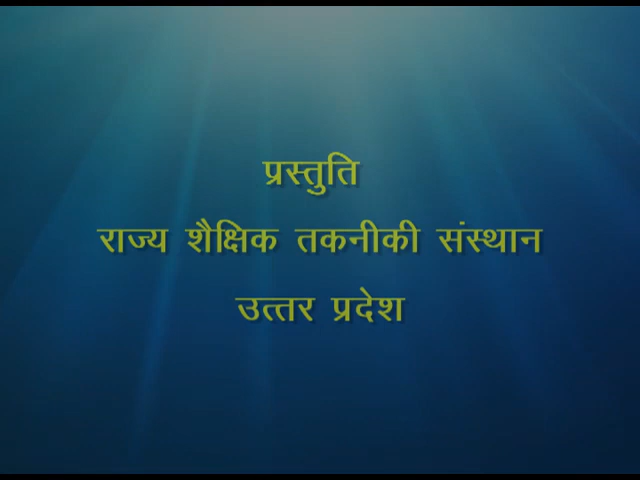 प्रस्तुति
राज्य शैक्षिक तकनीकी संस्थान
उत्तर प्रदेश